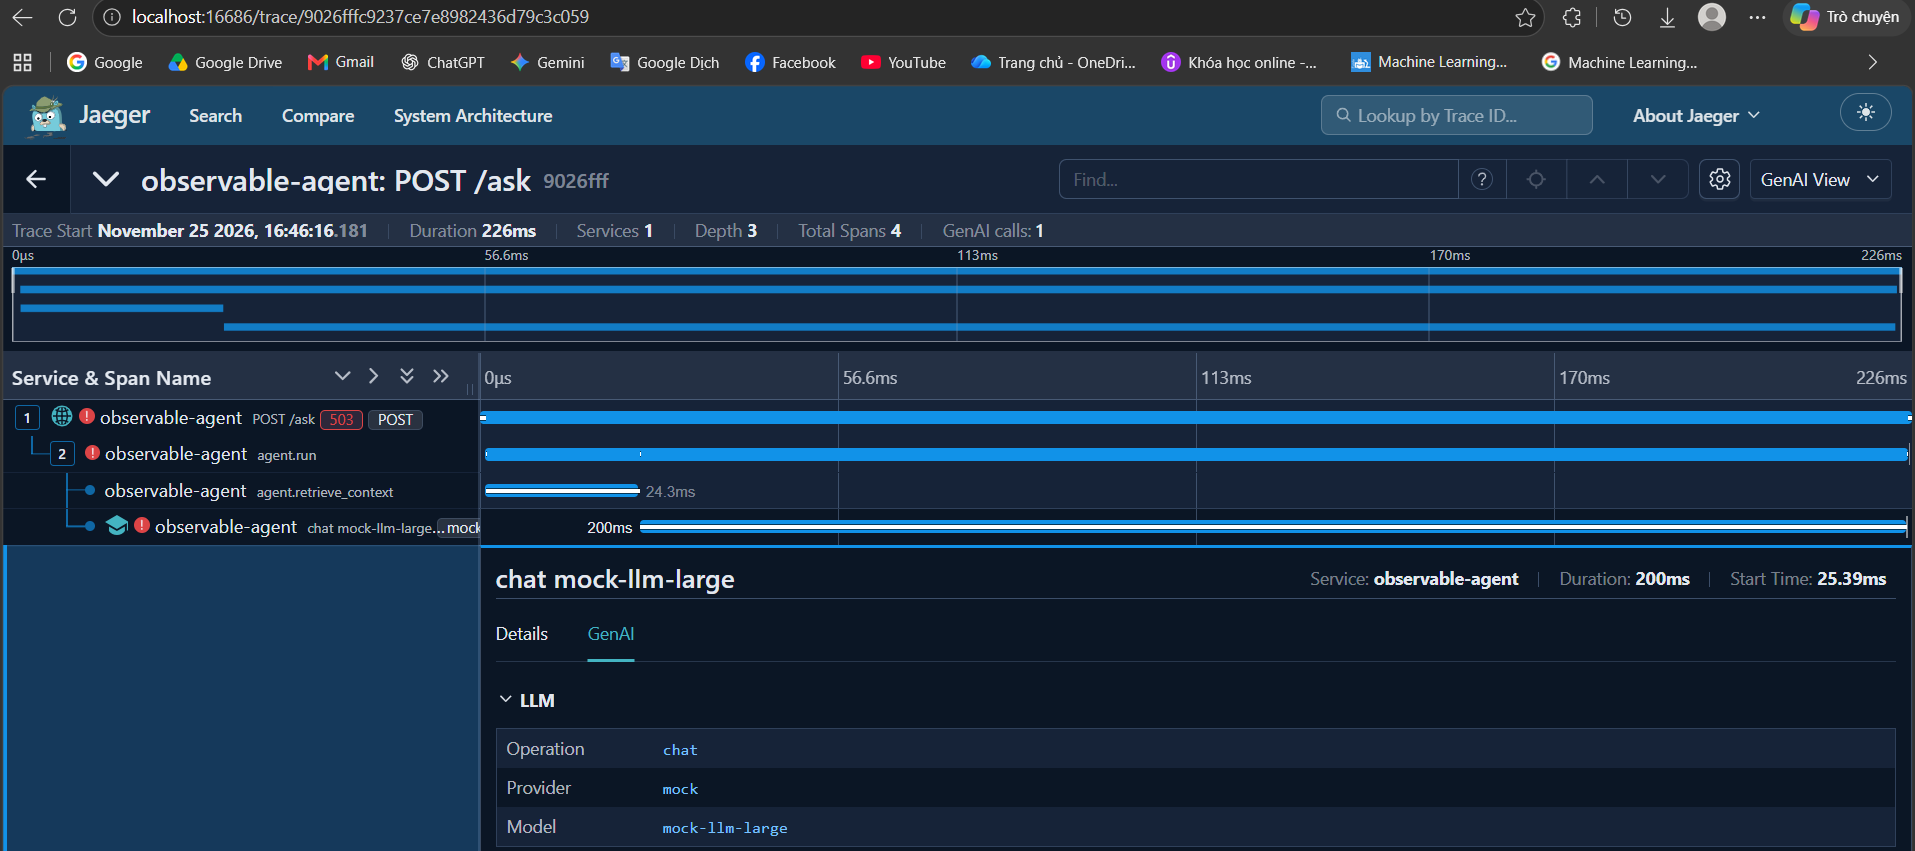 localhost:16686/trace/9026fffc9237ce7e8982436d79c3c059
Trò chuyện
Google
Google Drive
Gmail
ChatGPT
Gemini
Google Dịch
Facebook
YouTube
Trang chủ - OneDri...
Khóa học online -...
Machine Learning...
Machine Learning...
Jaeger
Search
Compare
System Architecture
Lookup by Trace ID...
About Jaeger
observable-agent: POST /ask 9026fff
Find...
?
GenAI View
Trace Start November 25 2026, 16:46:16.181
Duration 226ms
Services 1
Depth 3
Total Spans 4
GenAI calls: 1
0μs 56.6ms 113ms 170ms 226ms
Service & Span Name
0μs 56.6ms 113ms 170ms 226ms
1 observable-agent POST /ask 503 POST
2 observable-agent agent.run
observable-agent agent.retrieve_context
24.3ms
observable-agent chat mock-llm-large... mock
200ms
chat mock-llm-large
Service: observable-agent
Duration: 200ms
Start Time: 25.39ms
Details
GenAI
LLM
Operation chat
Provider mock
Model mock-llm-large